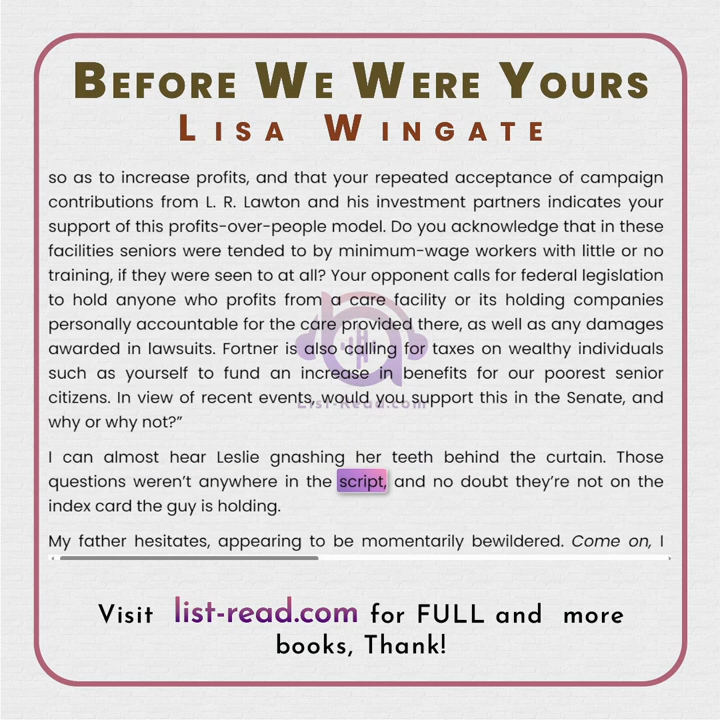 BEFORE WE WERE YOURS
LISA WINGATE
so as to increase profits, and that your repeated acceptance of campaign
contributions from L. R. Lawton and his investment partners indicates your
support of this profits-over-people model. Do you acknowledge that in these
facilities seniors were tended to by minimum-wage workers with little or no
training, if they were seen to at all? Your opponent calls for federal legislation
to hold anyone who profits from a care facility or its holding companies
personally accountable for the care provided there, as well as any damages
awarded in lawsuits. Fortner is also calling for taxes on wealthy individuals
such as yourself to fund an increase in benefits for our poorest senior
citizens. In view of recent events, would you support this in the Senate, and
List-Read.com
why or why not?”
I can almost hear Leslie gnashing her teeth behind the curtain. Those
questions weren’t anywhere in the script, and no doubt they’re not on the
index card the guy is holding.
My father hesitates, appearing to be momentarily bewildered. Come on, I
Visit list-read.com for FULL and more
books, Thank!